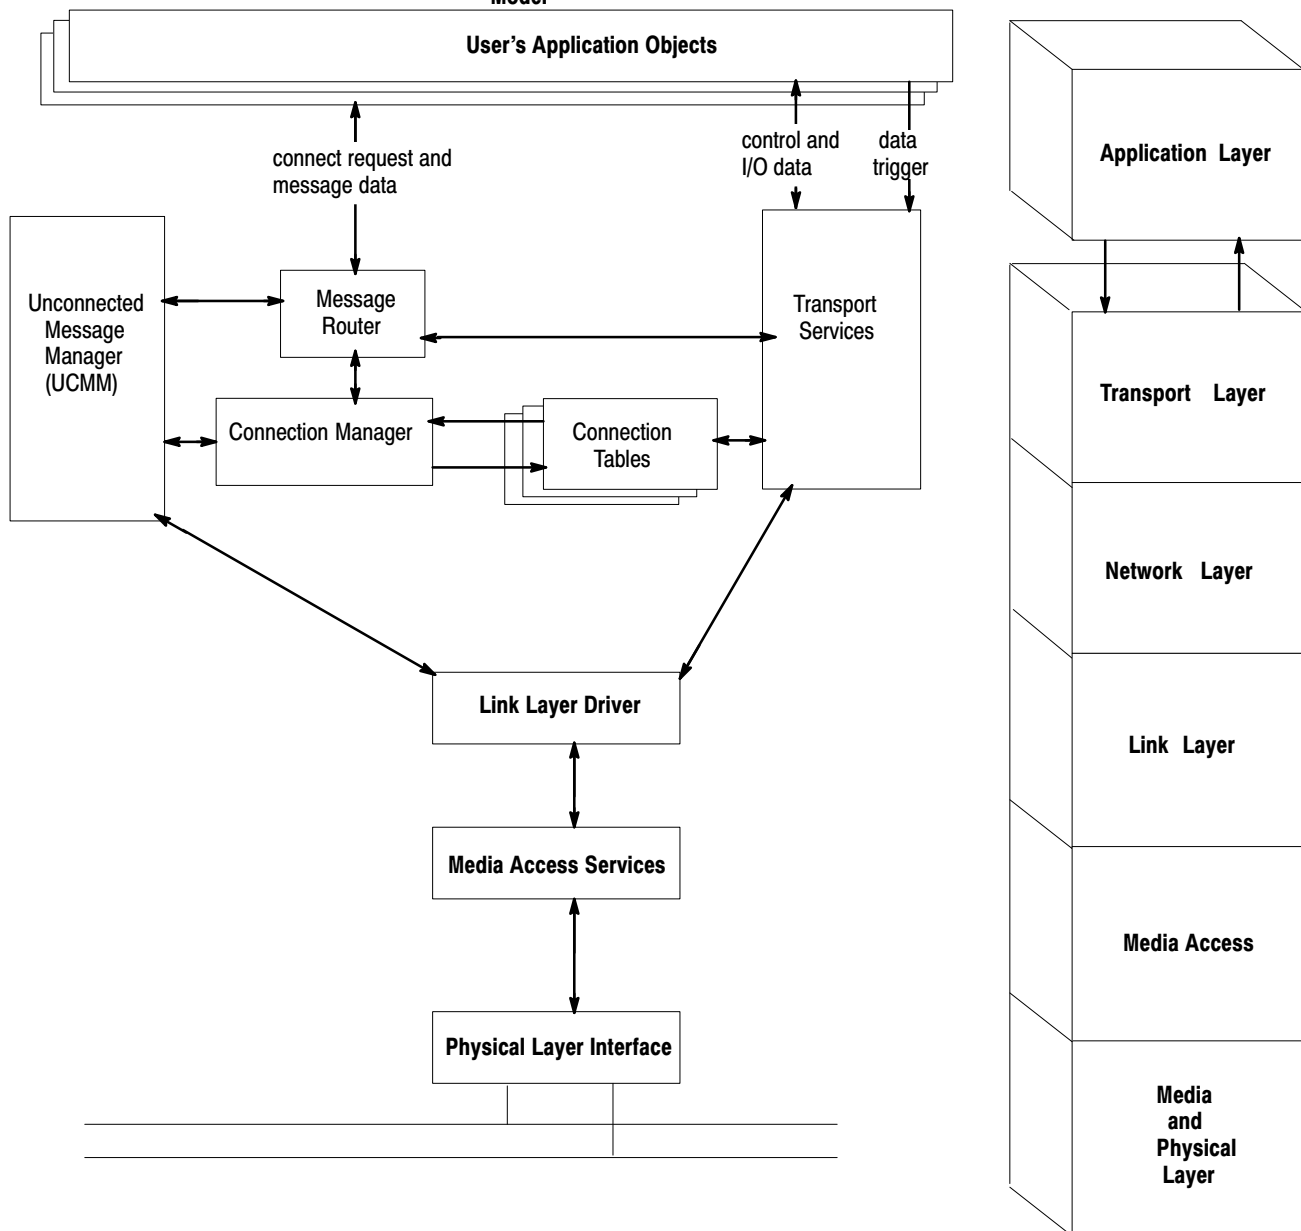 Model
User's Application Objects
connect request and
message data
control and
I/O data
data
trigger
Unconnected
Message
Manager
(UCMM)
Message
Router
Transport
Services
Connection Manager
Connection
Tables
Link Layer Driver
Media Access Services
Physical Layer Interface
Application Layer
Transport Layer
Network Layer
Link Layer
Media Access
Media
and
Physical
Layer